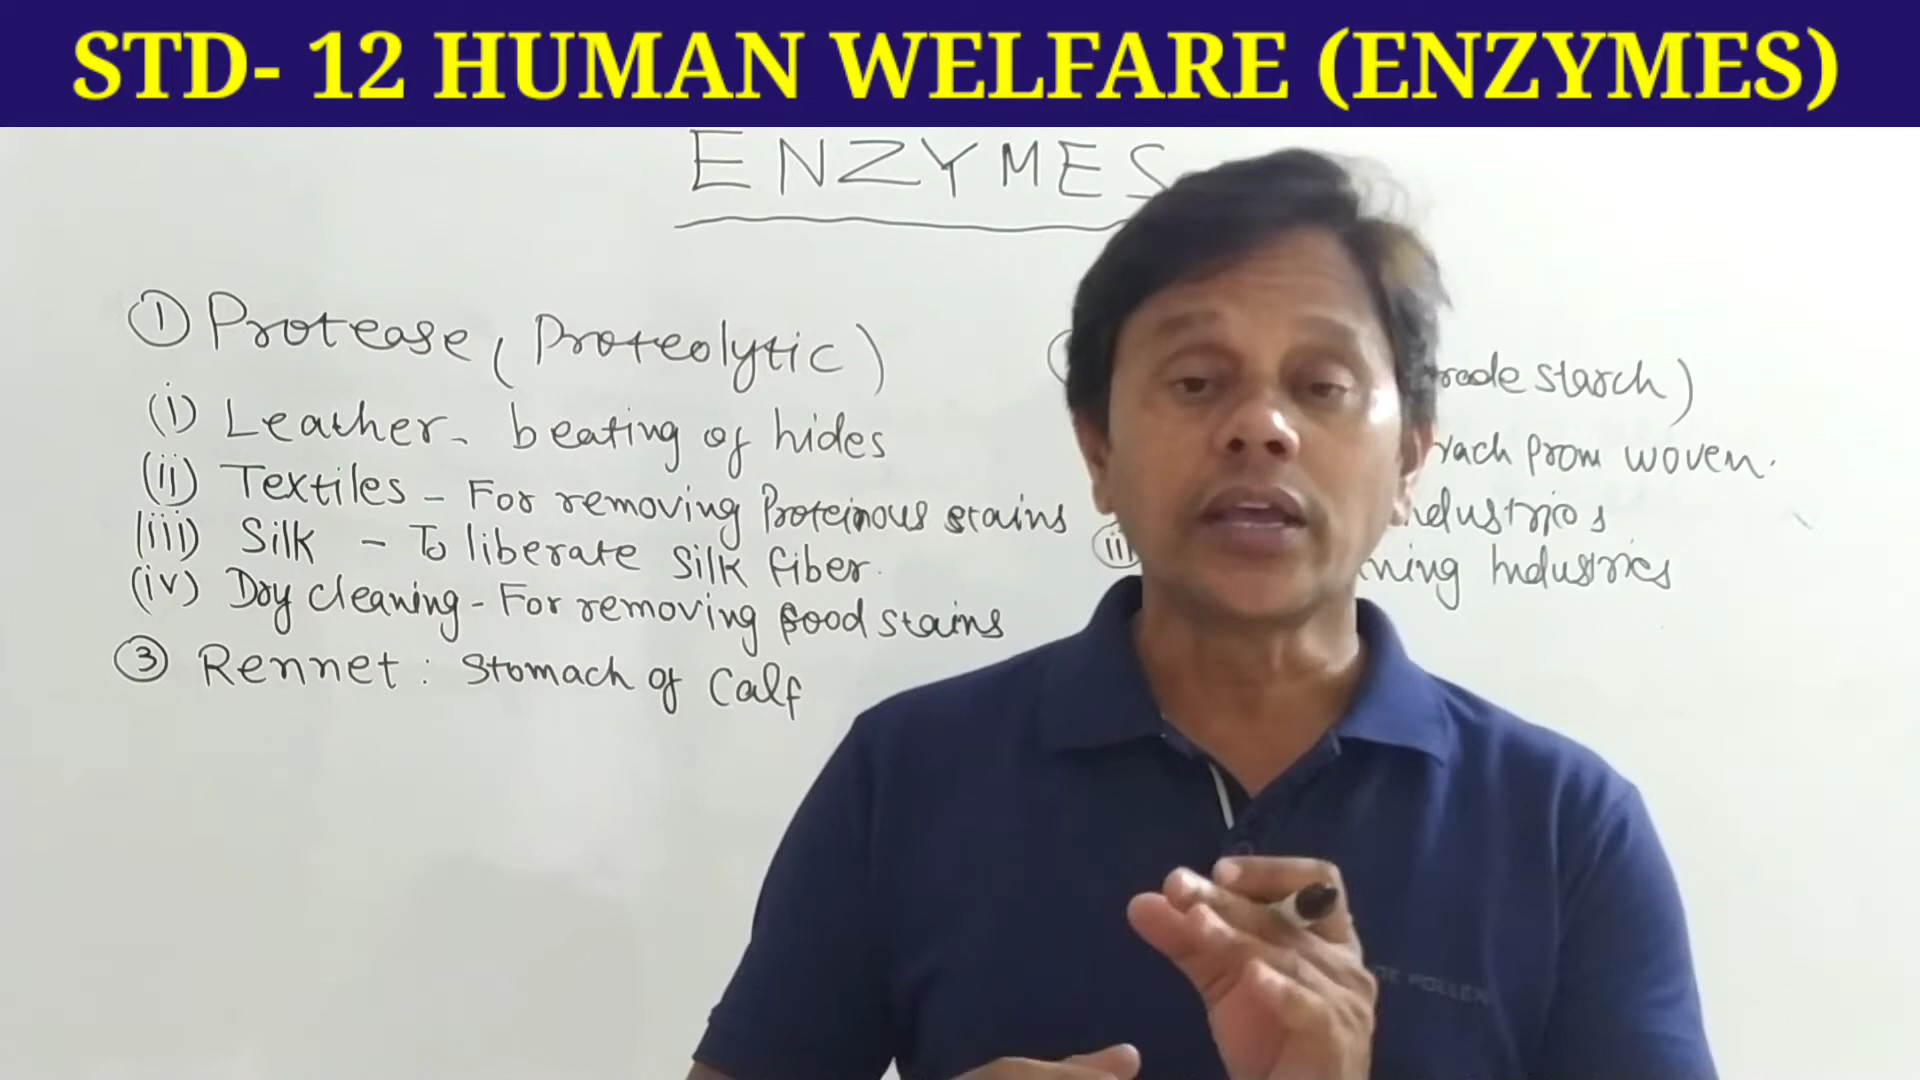 STD- 12 HUMAN WELFARE (ENZYMES)
ENZYMES
① Protease ( Proteolytic )
(i) Leather - beating of hides
(ii) Textiles - For removing Proteinous stains
(iii) Silk - To liberate silk fiber.
(iv) Dry cleaning - For removing food stains
③ Rennet : Stomach of Calf
starch)
from woven.
(ii)
Industries